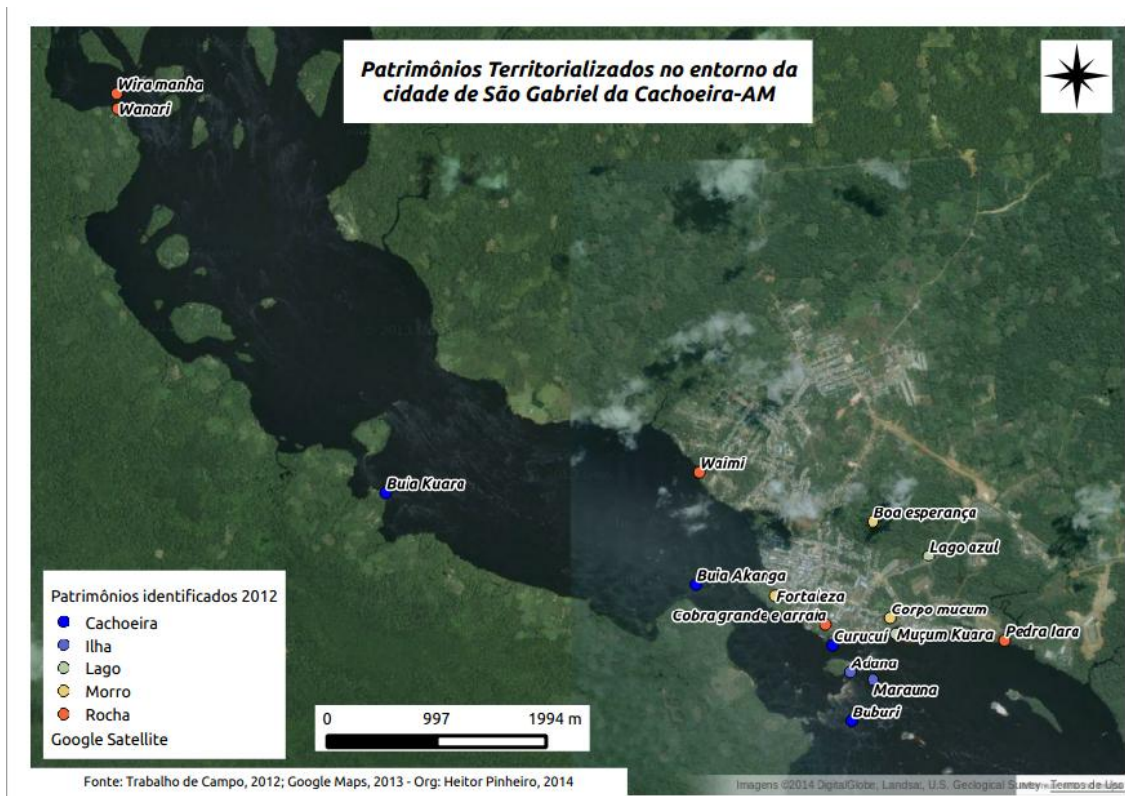 Patrimônios Territorializados no entorno da
cidade de São Gabriel da Cachoeira-AM
Wira manha
Wanari
Waimi
Buia Kuara
Boa esperança
Lago azul
Buia Akanga
Fortaleza
Cobra grande e arraia
Corpo mucum
Curucuí
Muçum Kuara
Pedra Iara
Adana
Marauna
Buburi
Patrimônios identificados 2012
Cachoeira
Ilha
Lago
Morro
Rocha
Google Satellite
0 997 1994 m
Fonte: Trabalho de Campo, 2012; Google Maps, 2013 - Org: Heitor Pinheiro, 2014
Imagens ©2014 DigitalGlobe, Landsat, U.S. Geological Survey Termos de Uso